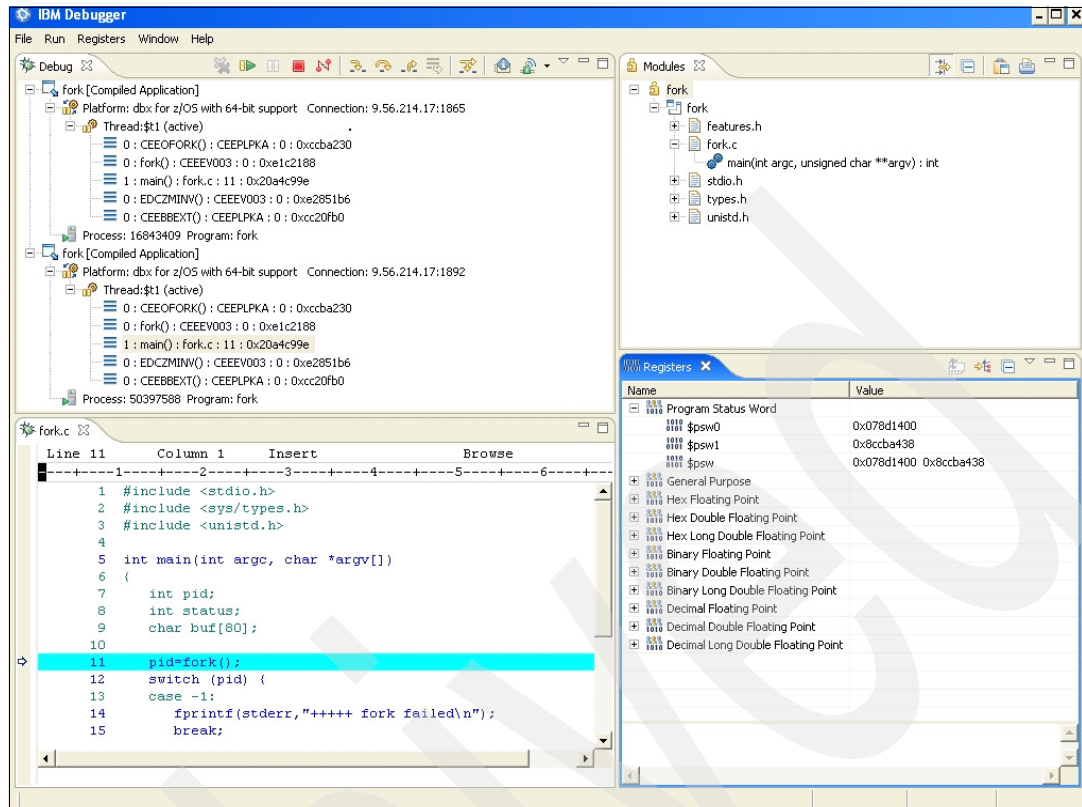 IBM Debugger
File Run Registers Window Help
Debug
fork [Compiled Application]
Platform: dbx for z/OS with 64-bit support Connection: 9.56.214.17:1865
Thread:$t1 (active)
0 : CEEOFORK() : CEEPLPKA : 0 : 0xccba230
0 : fork() : CEEEV003 : 0 : 0xe1c2188
1 : main() : fork.c : 11 : 0x20a4c99e
0 : EDCZMINV() : CEEEV003 : 0 : 0xe2851b6
0 : CEEBBEXT() : CEEPLPKA : 0 : 0xcc20fb0
Process: 16843409 Program: fork
fork [Compiled Application]
Platform: dbx for z/OS with 64-bit support Connection: 9.56.214.17:1892
Thread:$t1 (active)
0 : CEEOFORK() : CEEPLPKA : 0 : 0xccba230
0 : fork() : CEEEV003 : 0 : 0xe1c2188
1 : main() : fork.c : 11 : 0x20a4c99e
0 : EDCZMINV() : CEEEV003 : 0 : 0xe2851b6
0 : CEEBBEXT() : CEEPLPKA : 0 : 0xcc20fb0
Process: 50397588 Program: fork
Modules
fork
fork
features.h
fork.c
main(int argc, unsigned char **argv) : int
stdio.h
types.h
unistd.h
fork.c
Line 11 Column 1 Insert Browse
----+----1----+----2----+----3----+----4----+----5----+----6----+---
1 #include <stdio.h>
2 #include <sys/types.h>
3 #include <unistd.h>
4
5 int main(int argc, char *argv[])
6 {
7 int pid;
8 int status;
9 char buf[80];
10
11 pid=fork();
12 switch (pid) {
13 case -1:
14 fprintf(stderr,"+++++ fork failed\n");
15 break;
Registers
Name Value
Program Status Word
$psw0 0x078d1400
$psw1 0x8ccba438
$psw 0x078d1400 0x8ccba438
General Purpose
Hex Floating Point
Hex Double Floating Point
Hex Long Double Floating Point
Binary Floating Point
Binary Double Floating Point
Binary Long Double Floating Point
Decimal Floating Point
Decimal Double Floating Point
Decimal Long Double Floating Point